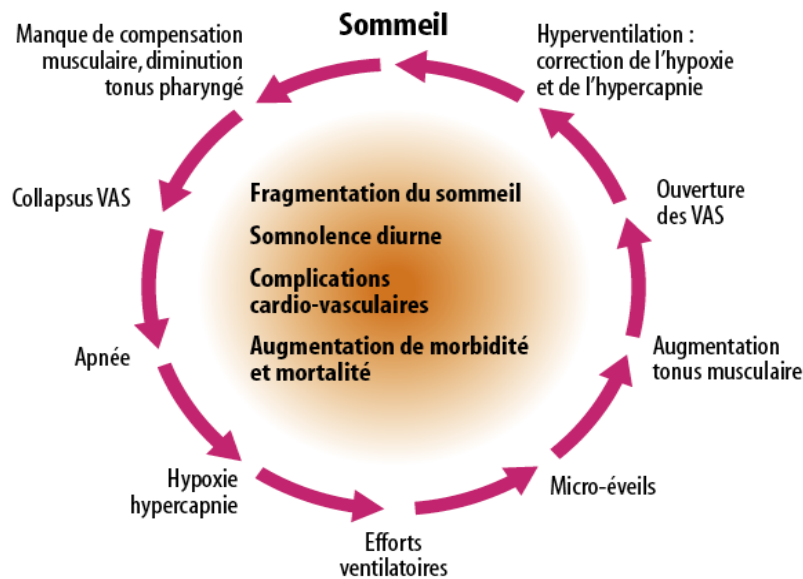 Sommeil
Manque de compensation
musculaire, diminution
tonus pharyngé
Collapsus VAS
Apnée
Hypoxie
hypercapnie
Efforts
ventilatoires
Micro-éveils
Augmentation
tonus musculaire
Ouverture
des VAS
Hyperventilation :
correction de l'hypoxie
et de l'hypercapnie
Fragmentation du sommeil
Somnolence diurne
Complications
cardio-vasculaires
Augmentation de morbidité
et mortalité